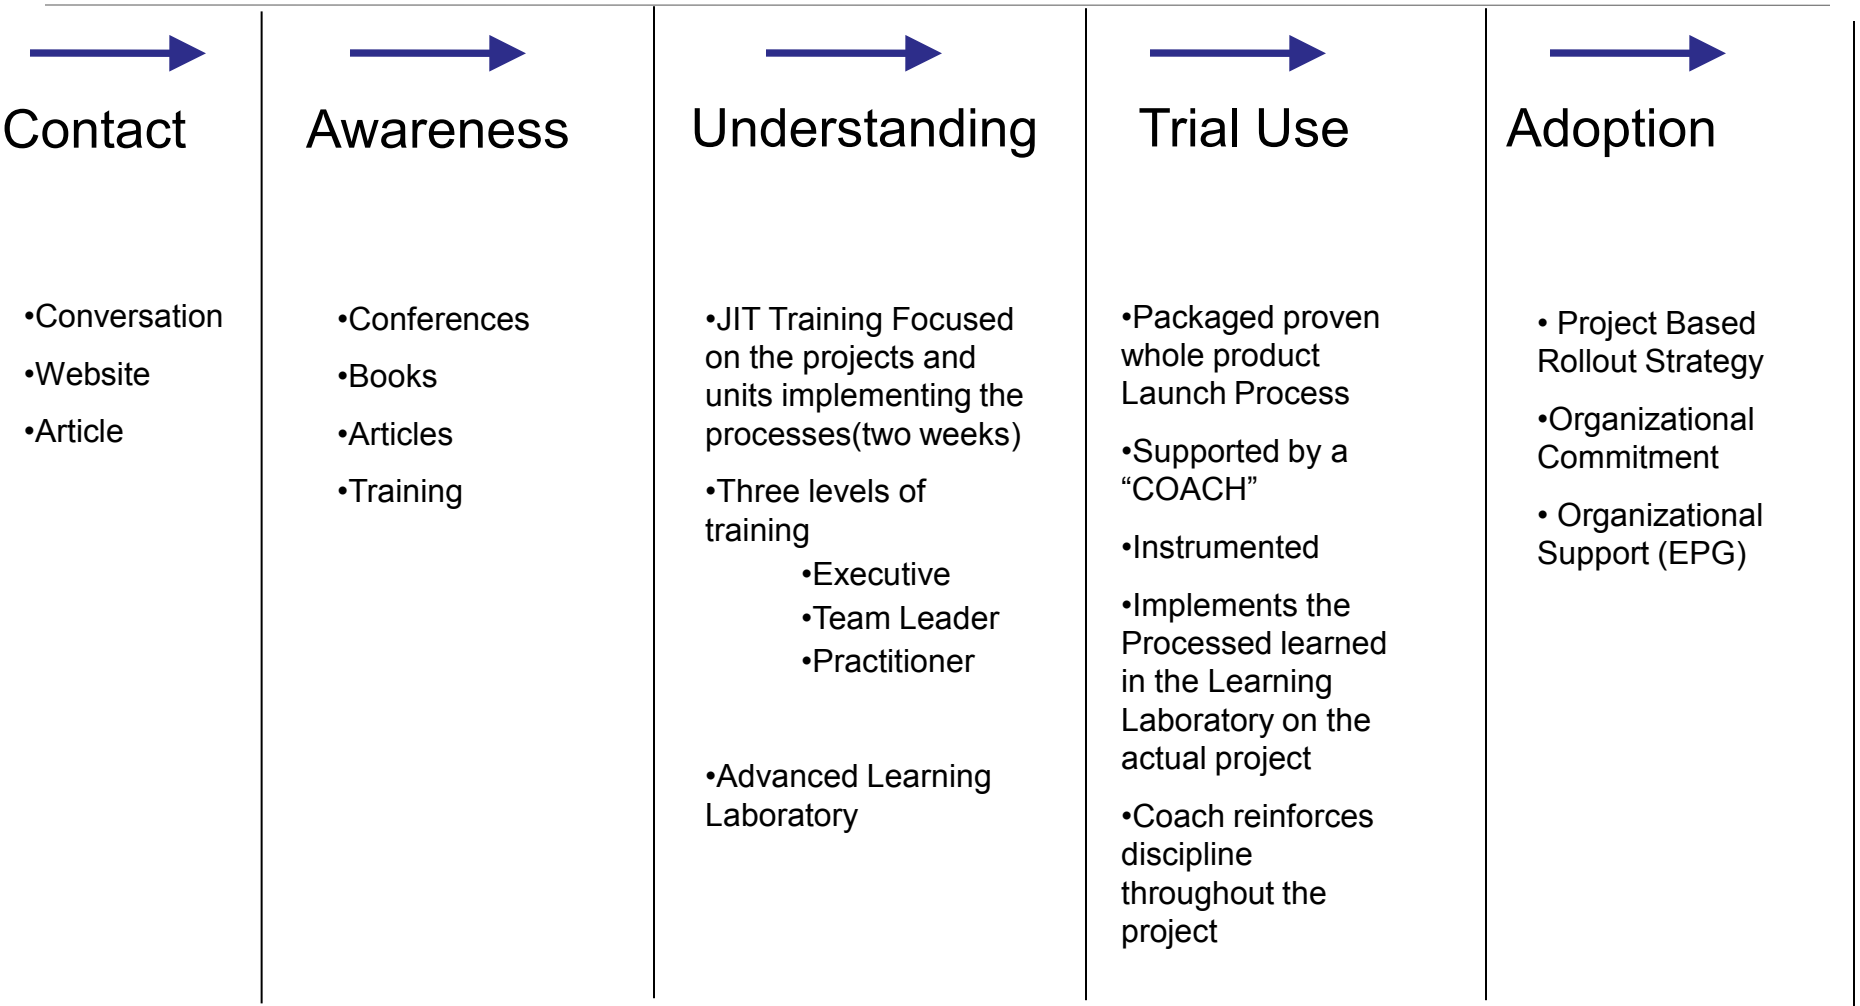 Contact
Awareness
Understanding
Trial Use
Adoption
•Conversation
•Website
•Article
•Conferences
•Books
•Articles
•Training
•JIT Training Focused
on the projects and
units implementing the
processes(two weeks)
•Three levels of
training
•Executive
•Team Leader
•Practitioner
•Advanced Learning
Laboratory
•Packaged proven
whole product
Launch Process
•Supported by a
“COACH”
•Instrumented
•Implements the
Processed learned
in the Learning
Laboratory on the
actual project
•Coach reinforces
discipline
throughout the
project
• Project Based
Rollout Strategy
•Organizational
Commitment
• Organizational
Support (EPG)